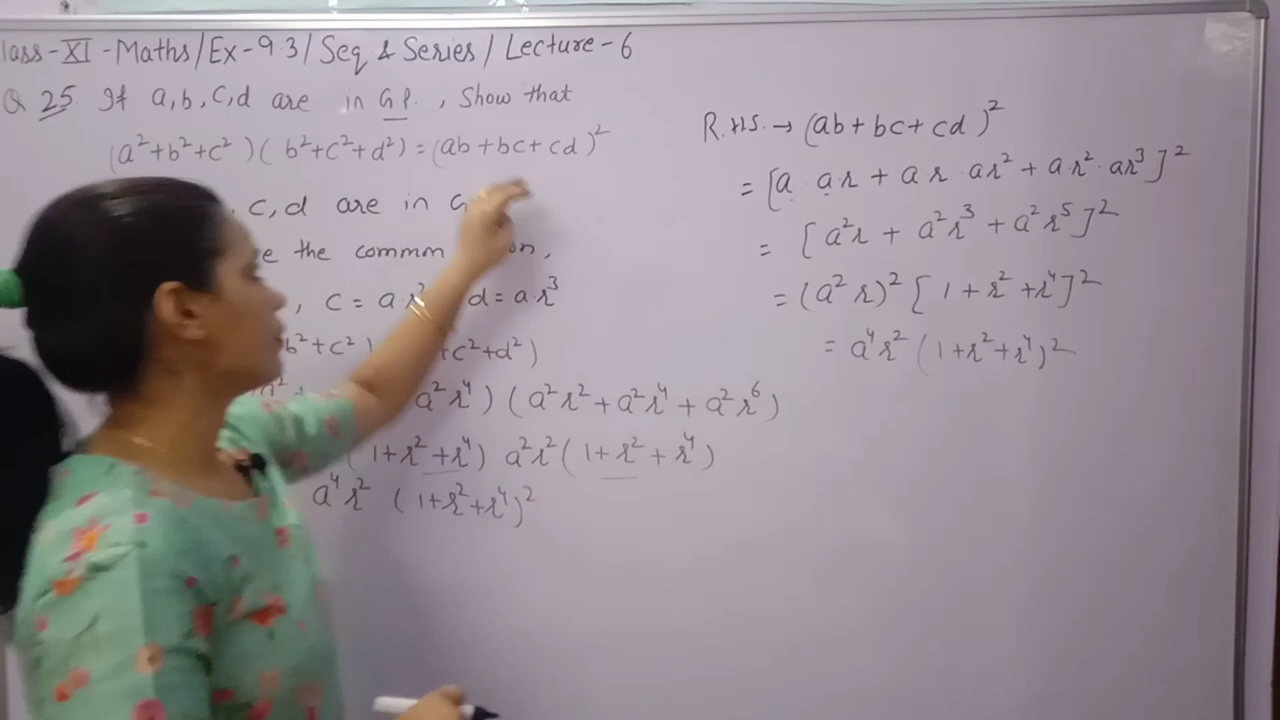 lass-XI-Maths/Ex-9.3/Seq & Series/Lecture-6
Q 25. If a,b,c,d are in G.P., Show that
(a²+b²+c²)(b²+c²+d²)=(ab+bc+cd)²
c,d are in G
the comm on,
, c = ar² d = ar³
b²+c²) +c²+d²)
a²r⁴)(a²r²+a²r⁴+a²r⁶)
(1+r²+r⁴) a²r²(1+r²+r⁴)
a⁴r² (1+r²+r⁴)²
R.H.S. → (ab+bc+cd)²
= [a . ar + ar . ar² + ar² . ar³]²
= [a²r + a²r³ + a²r⁵]²
= (a²r)² [1+r²+r⁴]²
= a⁴r² (1+r²+r⁴)²